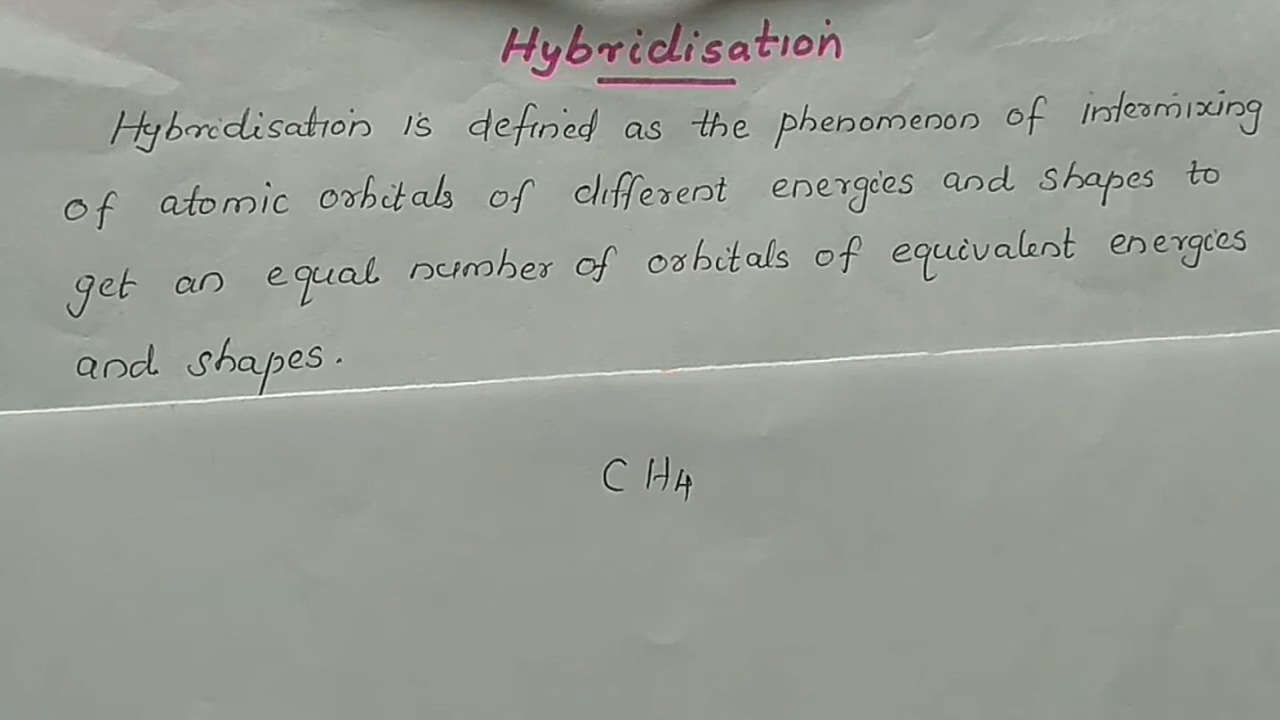 Hybridisation
Hybridisation is defined as the phenomenon of intermixing
of atomic orbitals of different energies and shapes to
get an equal number of orbitals of equivalent energies
and shapes.
CH4